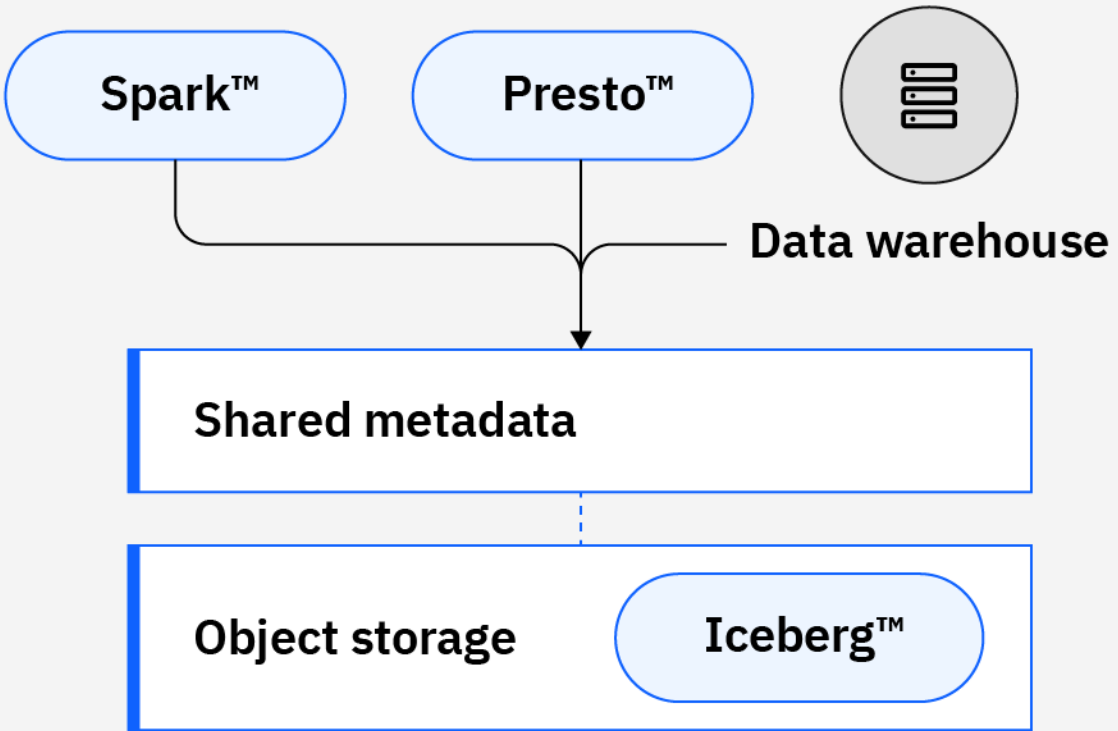 Spark™
Presto™
Data warehouse
Shared metadata
Object storage
Iceberg™